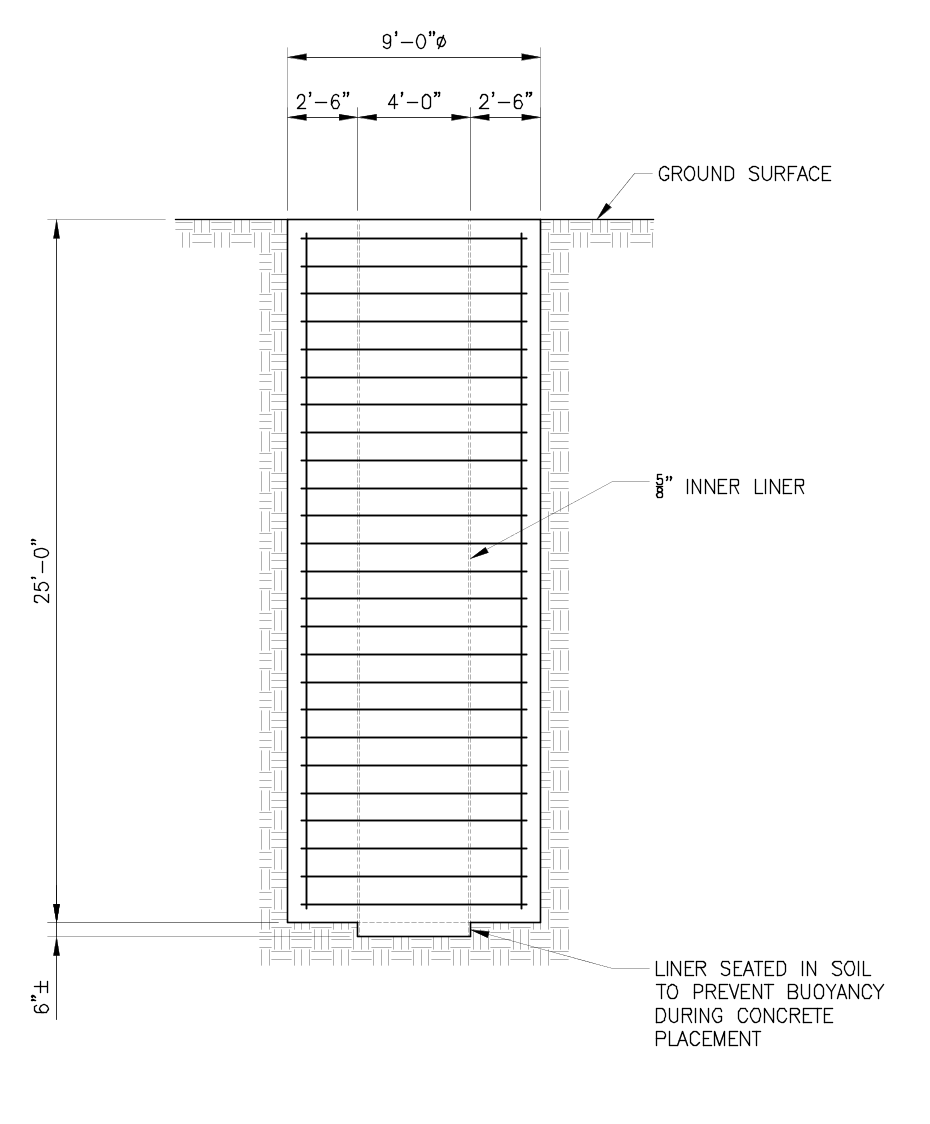 9'-0"ø
2'-6" 4'-0" 2'-6"
GROUND SURFACE
5/8" INNER LINER
25'-0"
6"±
LINER SEATED IN SOIL
TO PREVENT BUOYANCY
DURING CONCRETE
PLACEMENT